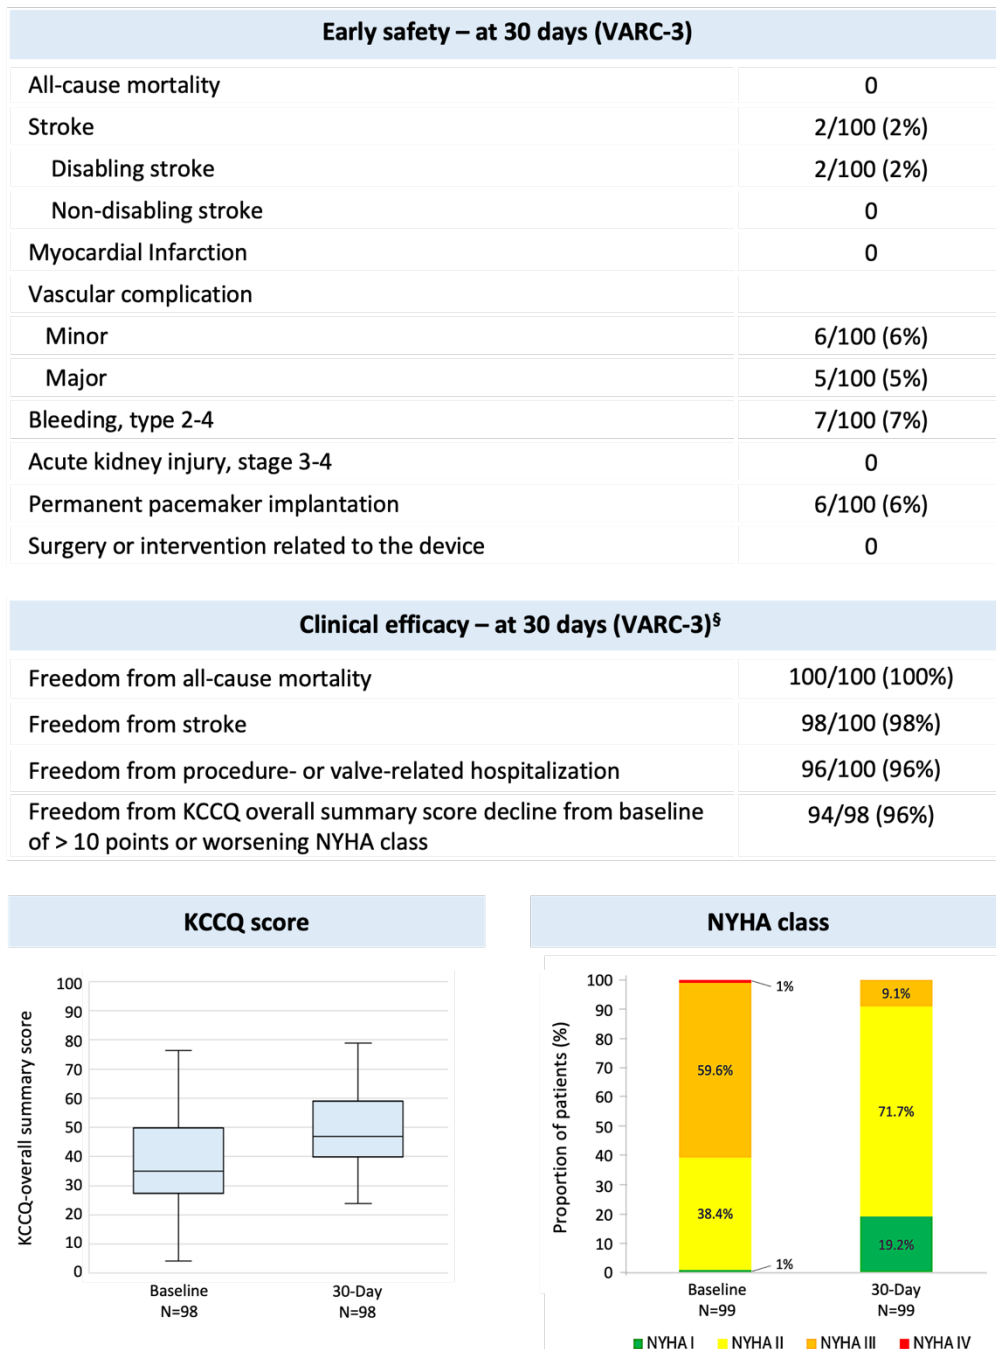 Early safety – at 30 days (VARC-3)
All-cause mortality 0
Stroke 2/100 (2%)
Disabling stroke 2/100 (2%)
Non-disabling stroke 0
Myocardial Infarction 0
Vascular complication
Minor 6/100 (6%)
Major 5/100 (5%)
Bleeding, type 2-4 7/100 (7%)
Acute kidney injury, stage 3-4 0
Permanent pacemaker implantation 6/100 (6%)
Surgery or intervention related to the device 0
Clinical efficacy – at 30 days (VARC-3)§
Freedom from all-cause mortality 100/100 (100%)
Freedom from stroke 98/100 (98%)
Freedom from procedure- or valve-related hospitalization 96/100 (96%)
Freedom from KCCQ overall summary score decline from baseline 94/98 (96%)
of > 10 points or worsening NYHA class
KCCQ score
KCCQ-overall summary score
100
90
80
70
60
50
40
30
20
10
0
Baseline 30-Day
N=98 N=98
NYHA class
Proportion of patients (%)
100
90
80
70
60
50
40
30
20
10
0
1%
59.6%
38.4%
1%
9.1%
71.7%
19.2%
Baseline 30-Day
N=99 N=99
NYHA I NYHA II NYHA III NYHA IV